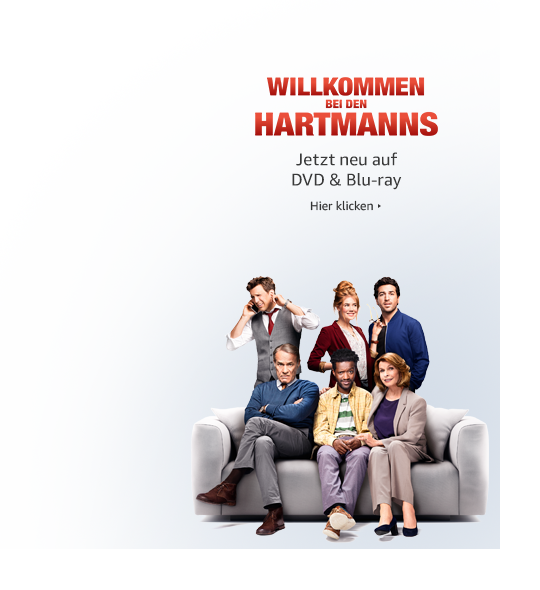 WILLKOMMEN
BEI DEN
HARTMANNS
Jetzt neu auf
DVD & Blu-ray
Hier klicken